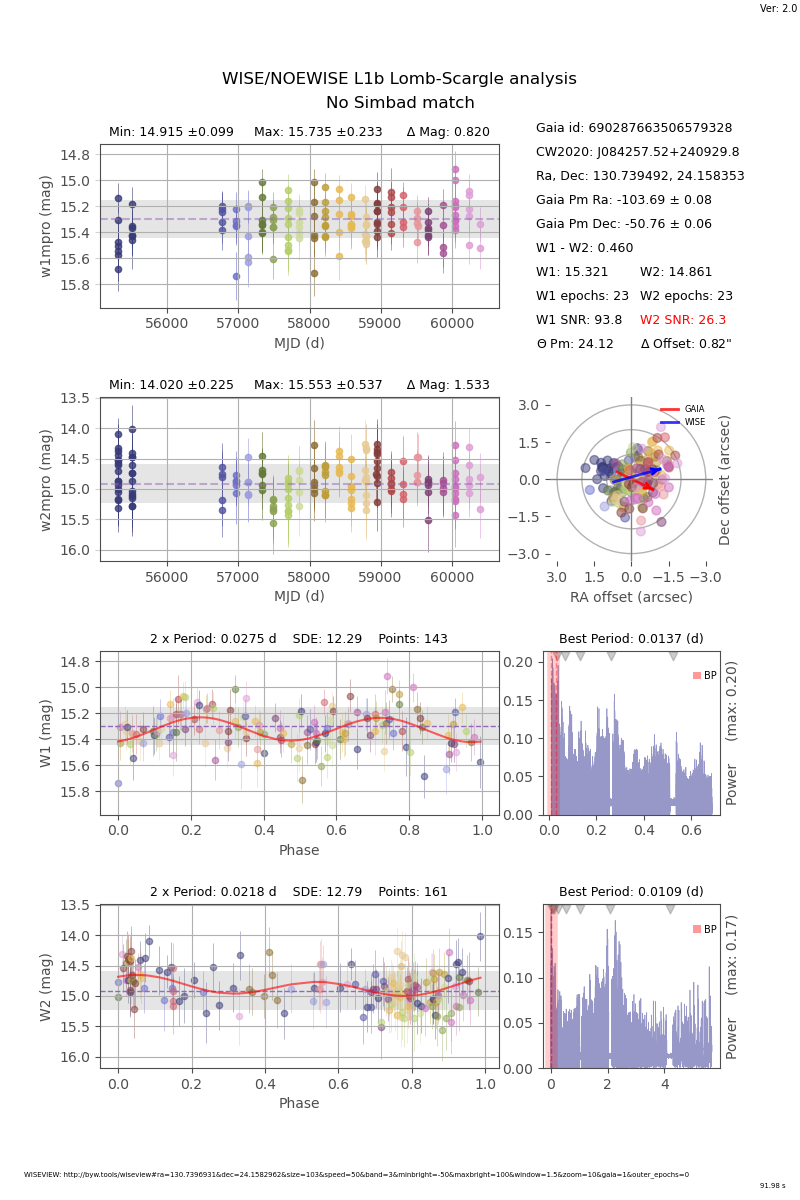 Ver: 2.0
WISE/NOEWISE L1b Lomb-Scargle analysis
No Simbad match
Min: 14.915 ±0.099 Max: 15.735 ±0.233 Δ Mag: 0.820
w1mpro (mag)
14.8
15.0
15.2
15.4
15.6
15.8
56000 57000 58000 59000 60000
MJD (d)
Gaia id: 690287663506579328
CW2020: J084257.52+240929.8
Ra, Dec: 130.739492, 24.158353
Gaia Pm Ra: -103.69 ± 0.08
Gaia Pm Dec: -50.76 ± 0.06
W1 - W2: 0.460
W1: 15.321 W2: 14.861
W1 epochs: 23 W2 epochs: 23
W1 SNR: 93.8 W2 SNR: 26.3
Θ Pm: 24.12 Δ Offset: 0.82"
Min: 14.020 ±0.225 Max: 15.553 ±0.537 Δ Mag: 1.533
w2mpro (mag)
13.5
14.0
14.5
15.0
15.5
16.0
56000 57000 58000 59000 60000
MJD (d)
GAIA
WISE
3.0
1.5
0.0
−1.5
−3.0
3.0 1.5 0.0 −1.5 −3.0
RA offset (arcsec)
Dec offset (arcsec)
2 x Period: 0.0275 d SDE: 12.29 Points: 143
W1 (mag)
14.8
15.0
15.2
15.4
15.6
15.8
0.0 0.2 0.4 0.6 0.8 1.0
Phase
Best Period: 0.0137 (d)
BP
0.20
0.15
0.10
0.05
0.00
0.0 0.2 0.4 0.6
Power (max: 0.20)
2 x Period: 0.0218 d SDE: 12.79 Points: 161
W2 (mag)
13.5
14.0
14.5
15.0
15.5
16.0
0.0 0.2 0.4 0.6 0.8 1.0
Phase
Best Period: 0.0109 (d)
BP
0.15
0.10
0.05
0.00
0 2 4
Power (max: 0.17)
WISEVIEW: http://byw.tools/wiseview#ra=130.7396931&dec=24.1582962&size=103&speed=50&band=3&minbright=-50&maxbright=100&window=1.5&zoom=10&gaia=1&outer_epochs=0
91.98 s